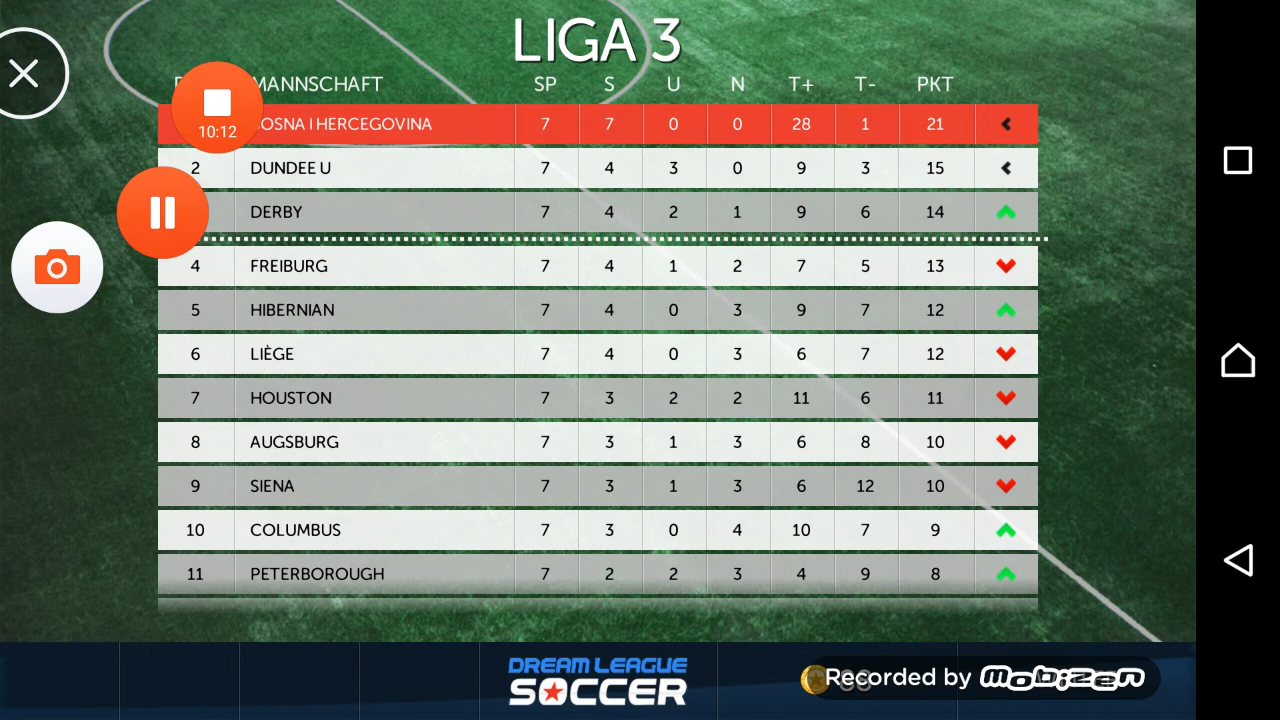 LIGA 3
MANNSCHAFT SP S U N T+ T- PKT
OSNA I HERCEGOVINA 7 7 0 0 28 1 21
10:12
2 DUNDEE U 7 4 3 0 9 3 15
DERBY 7 4 2 1 9 6 14
4 FREIBURG 7 4 1 2 7 5 13
5 HIBERNIAN 7 4 0 3 9 7 12
6 LIÈGE 7 4 0 3 6 7 12
7 HOUSTON 7 3 2 2 11 6 11
8 AUGSBURG 7 3 1 3 6 8 10
9 SIENA 7 3 1 3 6 12 10
10 COLUMBUS 7 3 0 4 10 7 9
11 PETERBOROUGH 7 2 2 3 4 9 8
DREAM LEAGUE
SOCCER
Recorded by mobizen